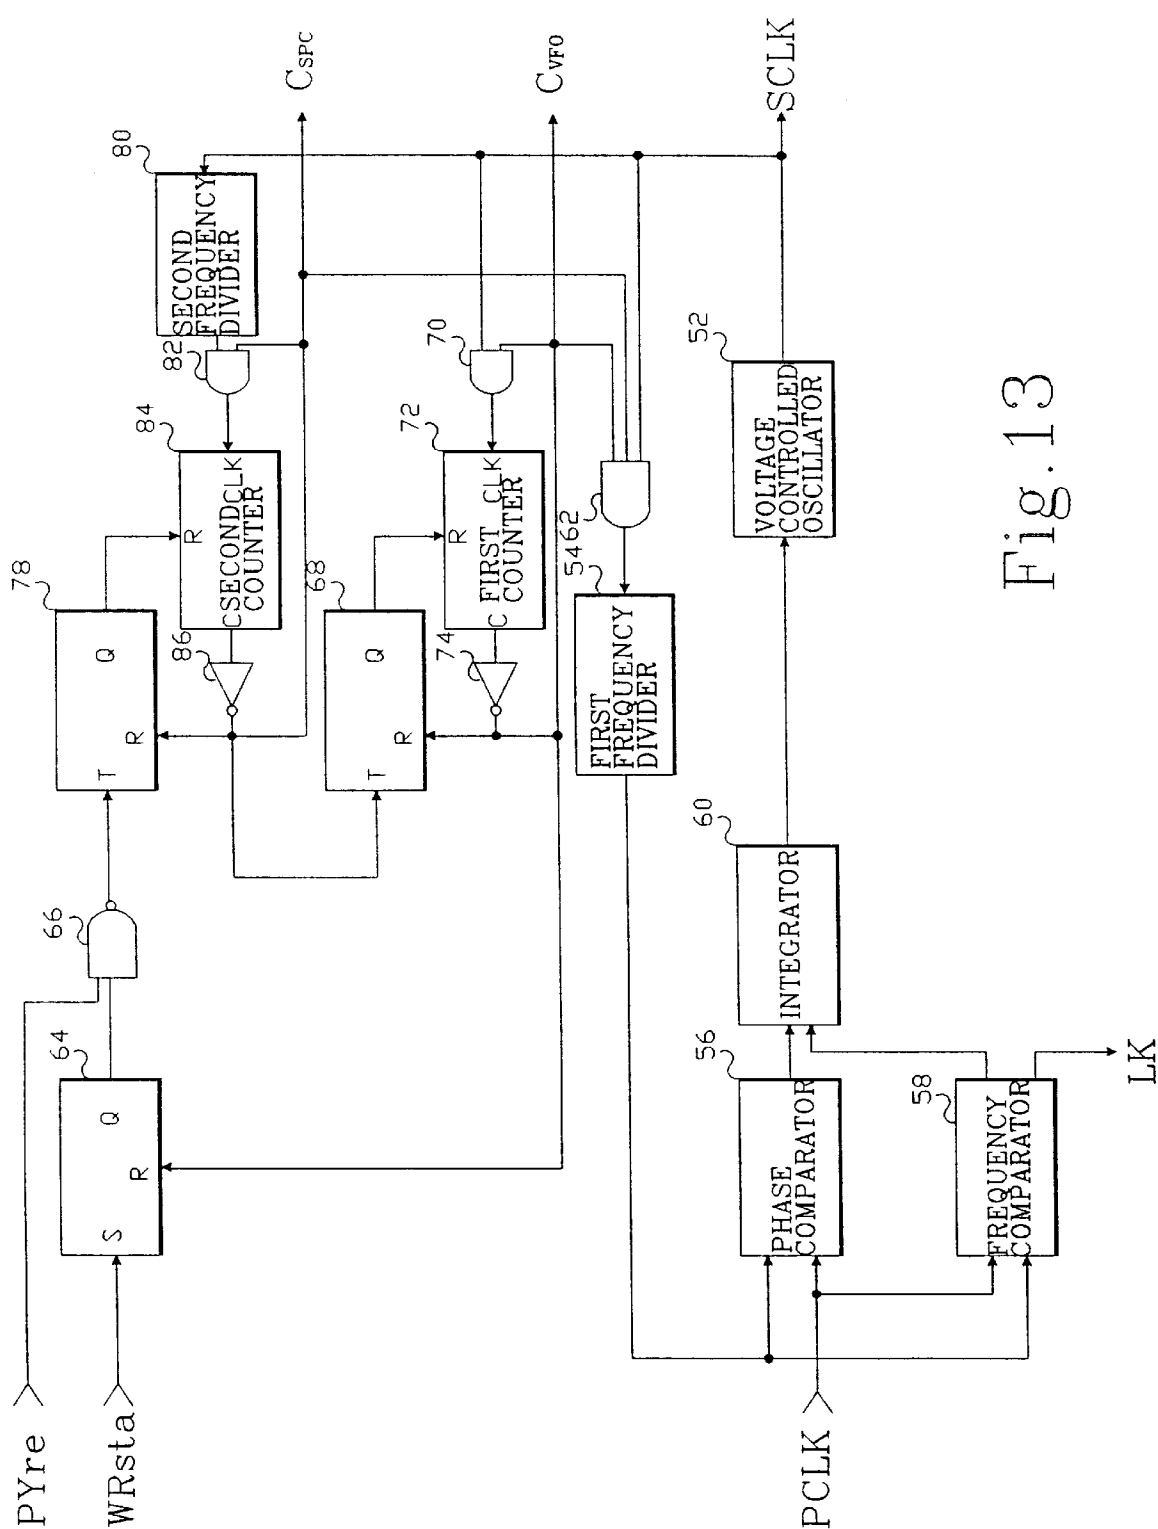 PYre
WRsta
64
S
Q
R
66
78
T
Q
R
80
SECOND
FREQUENCY
DIVIDER
82
84
R
C SECOND CLK
COUNTER
86
CSPC
68
T
Q
R
70
72
R
C FIRST CLK
COUNTER
74
CVFO
54
62
FIRST
FREQUENCY
DIVIDER
PCLK
56
PHASE
COMPARATOR
58
FREQUENCY
COMPARATOR
LK
60
INTEGRATOR
52
VOLTAGE
CONTROLLED
OSCILLATOR
SCLK
Fig.13